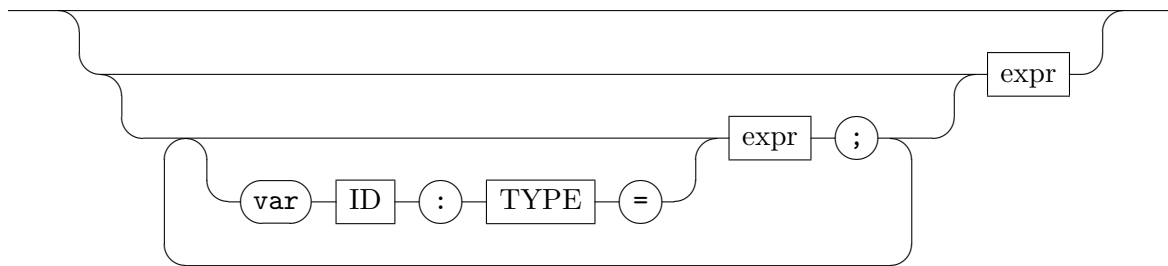 expr
expr ;
var ID : TYPE =